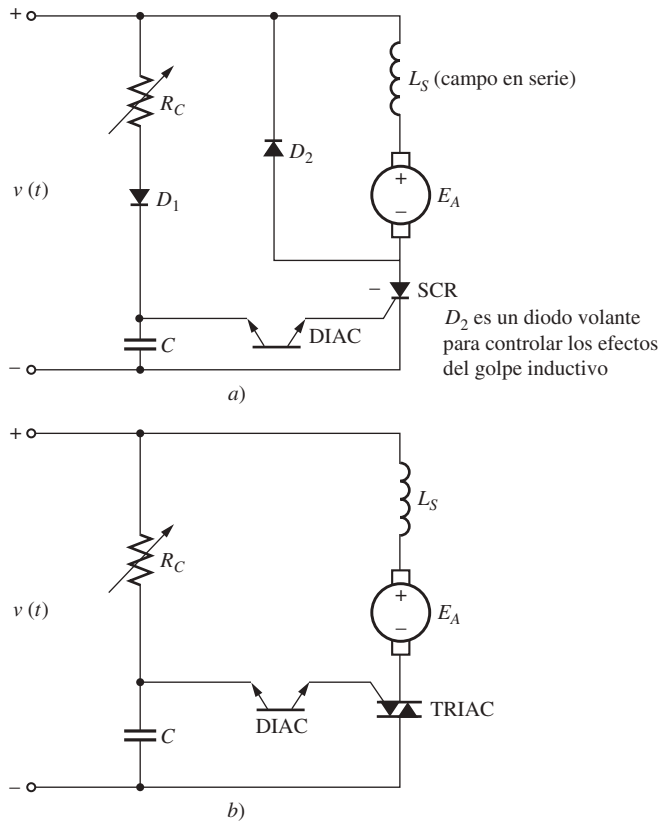 +
R_C
v (t)
D_1
C
D_2
L_S (campo en serie)
+
−
E_A
− SCR
DIAC
D_2 es un diodo volante
para controlar los efectos
del golpe inductivo
−
a)
+
R_C
v (t)
C
L_S
+
−
E_A
DIAC
TRIAC
−
b)